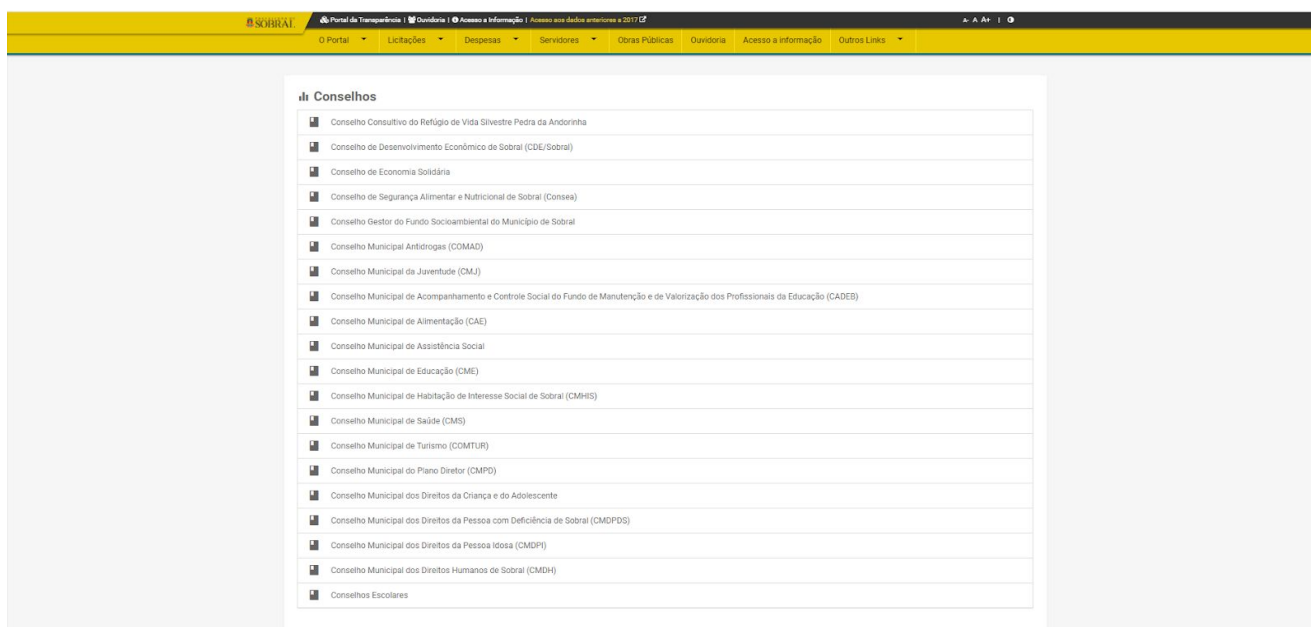 SOBRAL
Portal da Transparência | Ouvidoria | Acesso a Informação | Acesso aos dados anteriores a 2017
A- A A+ |
O Portal Licitações Despesas Servidores Obras Públicas Ouvidoria Acesso a informação Outros Links
Conselhos
Conselho Consultivo do Refúgio de Vida Silvestre Pedra da Andorinha
Conselho de Desenvolvimento Econômico de Sobral (CDE/Sobral)
Conselho de Economia Solidária
Conselho de Segurança Alimentar e Nutricional de Sobral (Consea)
Conselho Gestor do Fundo Socioambiental do Município de Sobral
Conselho Municipal Antidrogas (COMAD)
Conselho Municipal da Juventude (CMJ)
Conselho Municipal de Acompanhamento e Controle Social do Fundo de Manutenção e de Valorização dos Profissionais da Educação (CADEB)
Conselho Municipal de Alimentação (CAE)
Conselho Municipal de Assistência Social
Conselho Municipal de Educação (CME)
Conselho Municipal de Habitação de Interesse Social de Sobral (CMHIS)
Conselho Municipal de Saúde (CMS)
Conselho Municipal de Turismo (COMTUR)
Conselho Municipal do Plano Diretor (CMPD)
Conselho Municipal dos Direitos da Criança e do Adolescente
Conselho Municipal dos Direitos da Pessoa com Deficiência de Sobral (CMDPDS)
Conselho Municipal dos Direitos da Pessoa Idosa (CMDPI)
Conselho Municipal dos Direitos Humanos de Sobral (CMDH)
Conselhos Escolares